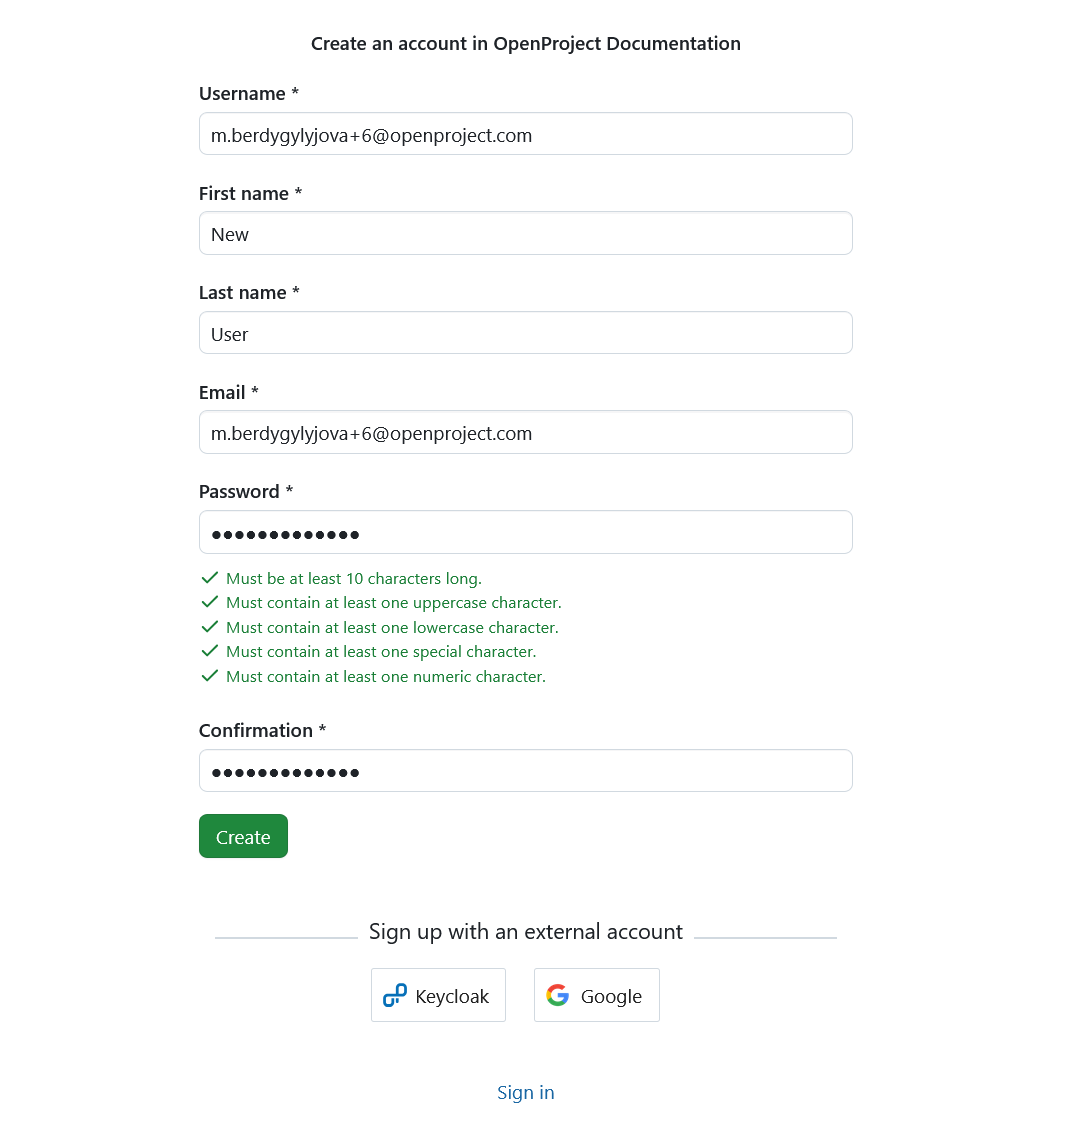 Create an account in OpenProject Documentation
Username *
m.berdygylyjova+6@openproject.com
First name *
New
Last name *
User
Email *
m.berdygylyjova+6@openproject.com
Password *
●●●●●●●●●●●●●
Must be at least 10 characters long.
Must contain at least one uppercase character.
Must contain at least one lowercase character.
Must contain at least one special character.
Must contain at least one numeric character.
Confirmation *
●●●●●●●●●●●●●
Create
Sign up with an external account
Keycloak Google
Sign in